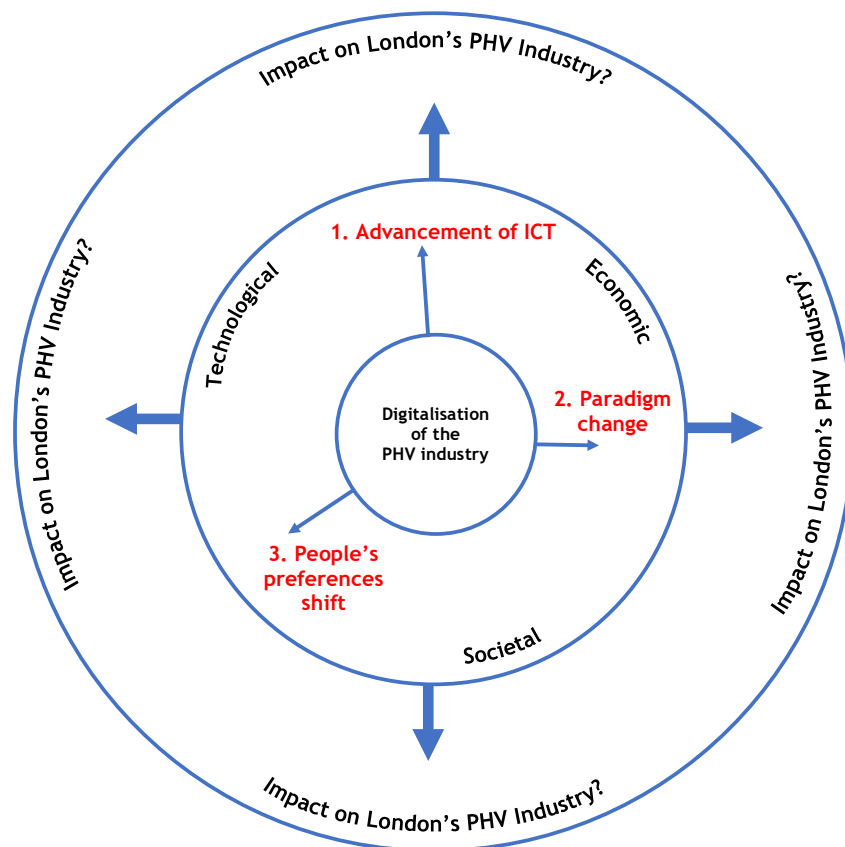 Impact on London's PHV Industry?
1. Advancement of ICT
Technological
Economic
Impact on London's PHV Industry?
Impact on London's PHV Industry?
Digitalisation
of the
PHV industry
2. Paradigm
change
3. People's
preferences
shift
Societal
Impact on London's PHV Industry?